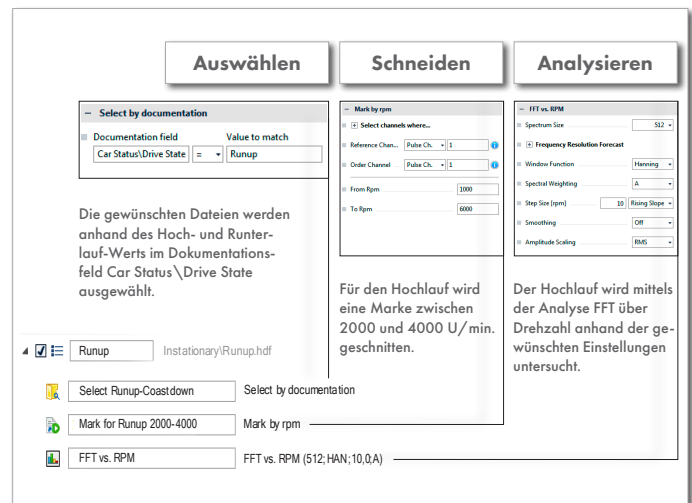 Auswählen
Schneiden
Analysieren
− Select by documentation
Documentation field Value to match
Car Status\Drive State = Runup
− Mark by rpm
+ Select channels where...
Reference Chan... Pulse Ch. 1
Order Channel Pulse Ch. 1
From Rpm 1000
To Rpm 6000
− FFT vs. RPM
Spectrum Size 512
+ Frequency Resolution Forecast
Window Function Hanning
Spectral Weighting A
Step Size [rpm] 10 Rising Slope
Smoothing Off
Amplitude Scaling RMS
Die gewünschten Dateien werden
anhand des Hoch- und Runter-
lauf-Werts im Dokumentations-
feld Car Status\Drive State
ausgewählt.
Für den Hochlauf wird
eine Marke zwischen
2000 und 4000 U/min.
geschnitten.
Der Hochlauf wird mittels
der Analyse FFT über
Drehzahl anhand der ge-
wünschten Einstellungen
untersucht.
Runup Instationary\Runup.hdf
Select Runup-Coastdown Select by documentation
Mark for Runup 2000-4000 Mark by rpm
FFT vs. RPM FFT vs. RPM (512; HAN; 10,0; A)